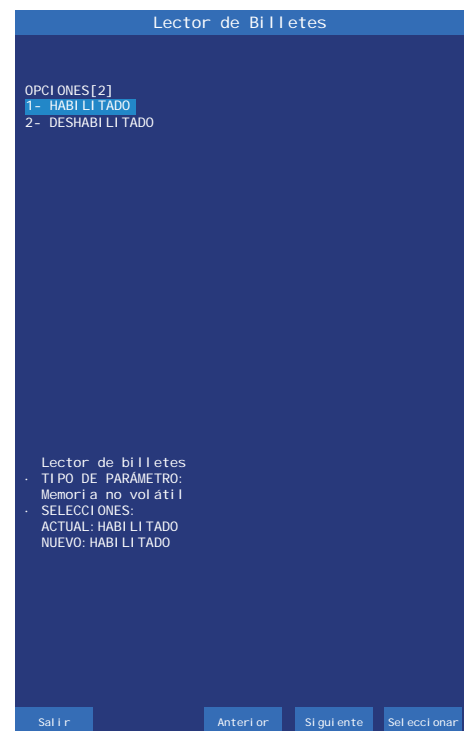 Lector de Billetes
OPCIONES[2]
1- HABILITADO
2- DESHABILITADO
Lector de billetes
· TIPO DE PARÁMETRO:
Memoria no volátil
· SELECCIONES:
ACTUAL: HABILITADO
NUEVO: HABILITADO
Salir Anterior Siguiente Seleccionar